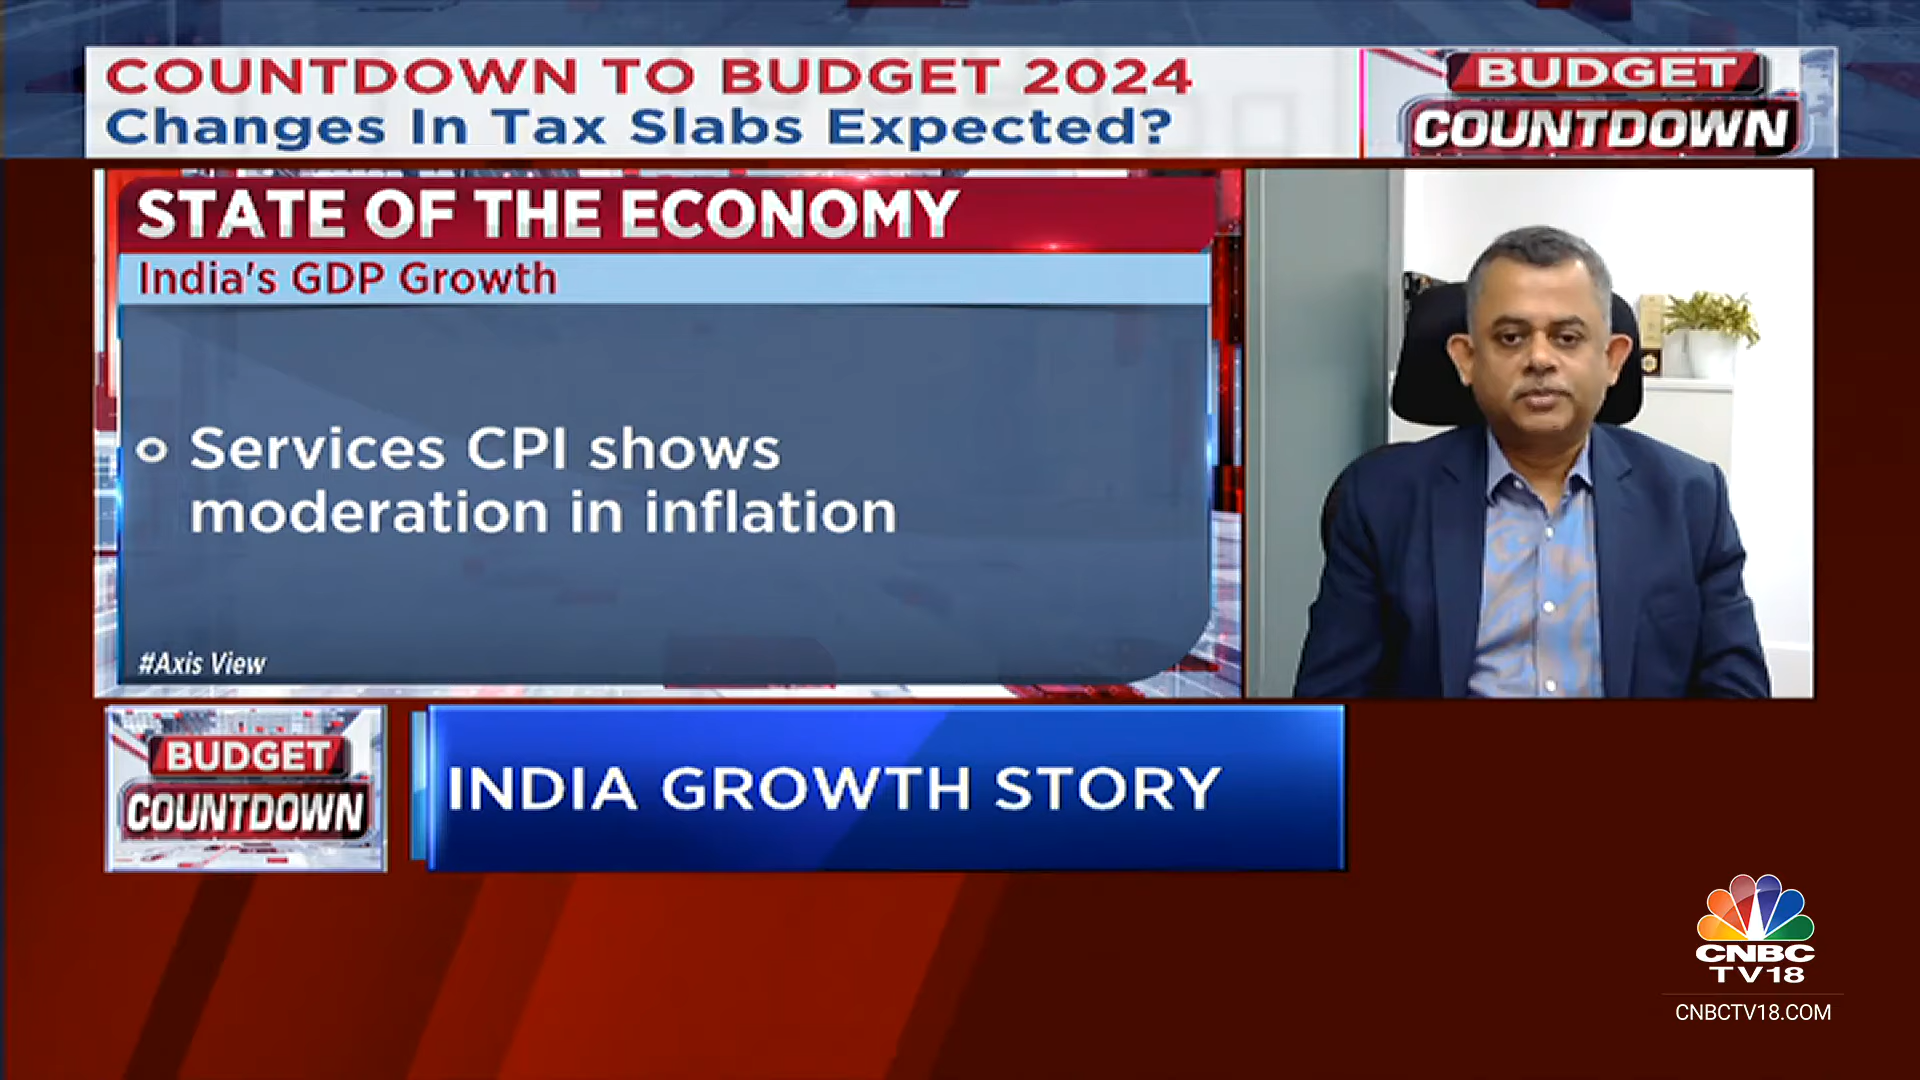 COUNTDOWN TO BUDGET 2024
Changes In Tax Slabs Expected?
BUDGET
COUNTDOWN
STATE OF THE ECONOMY
India's GDP Growth
Services CPI shows
moderation in inflation
#Axis View
BUDGET
COUNTDOWN
INDIA GROWTH STORY
CNBC
TV18
CNBCTV18.COM